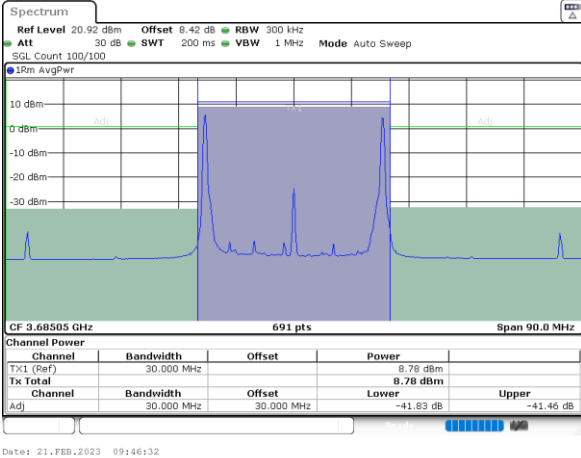 Spectrum
Ref Level 20.92 dBm Offset 8.42 dB RBW 300 kHz
Att 30 dB SWT 200 ms VBW 1 MHz Mode Auto Sweep
SGL Count 100/100
1Rm AvgPwr
10 dBm
Adj Adj
0 dBm
-10 dBm
-20 dBm
-30 dBm
CF 3.68505 GHz 691 pts Span 90.0 MHz
Channel Power
Channel Bandwidth Offset Power
TX1 (Ref) 30.000 MHz 8.78 dBm
Tx Total 8.78 dBm
Channel Bandwidth Offset Lower Upper
Adj 30.000 MHz 30.000 MHz -41.83 dB -41.46 dB
Date: 21.FEB.2023 09:46:32